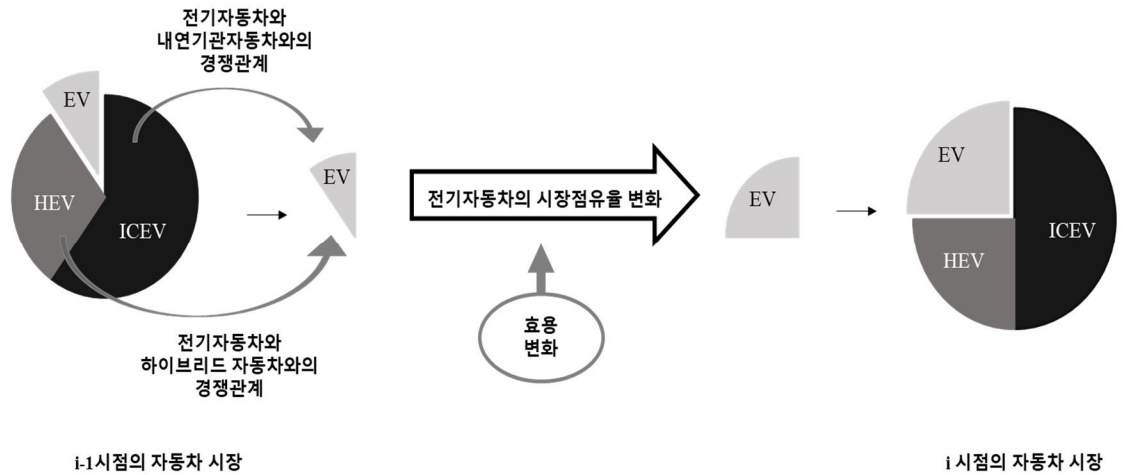 전기자동차와
내연기관자동차와의
경쟁관계
EV
HEV
ICEV
EV
전기자동차와
하이브리드 자동차와의
경쟁관계
i-1시점의 자동차 시장
전기자동차의 시장점유율 변화
효용
변화
EV
EV
HEV
ICEV
i 시점의 자동차 시장